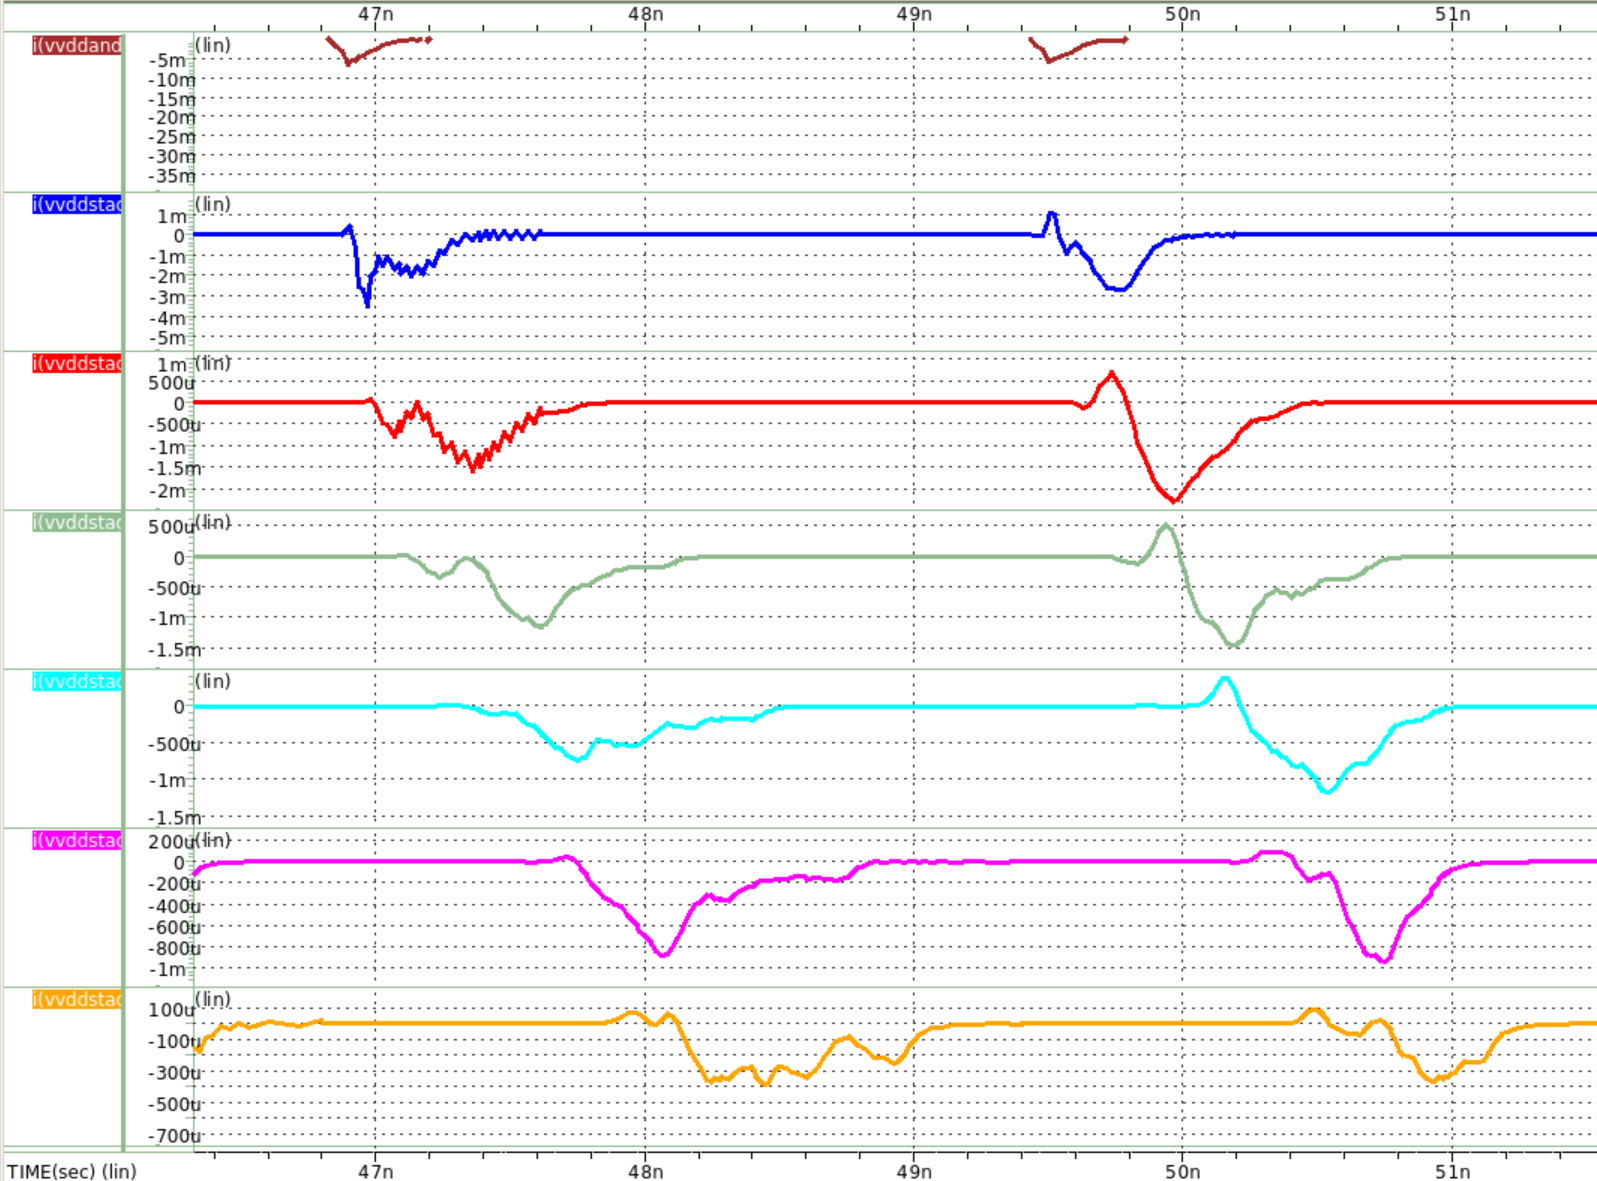 47n 48n 49n 50n 51n
i(vvddand (lin)
-5m
-10m
-15m
-20m
-25m
-30m
-35m
i(vvddstac (lin)
1m
0
-1m
-2m
-3m
-4m
-5m
i(vvddstac 1m (lin)
500u
0
-500u
-1m
-1.5m
-2m
i(vvddstac 500u (lin)
0
-500u
-1m
-1.5m
i(vvddstac (lin)
0
-500u
-1m
-1.5m
i(vvddstac 200u (lin)
0
-200u
-400u
-600u
-800u
-1m
i(vvddstac (lin)
100u
-100u
-300u
-500u
-700u
TIME(sec) (lin) 47n 48n 49n 50n 51n